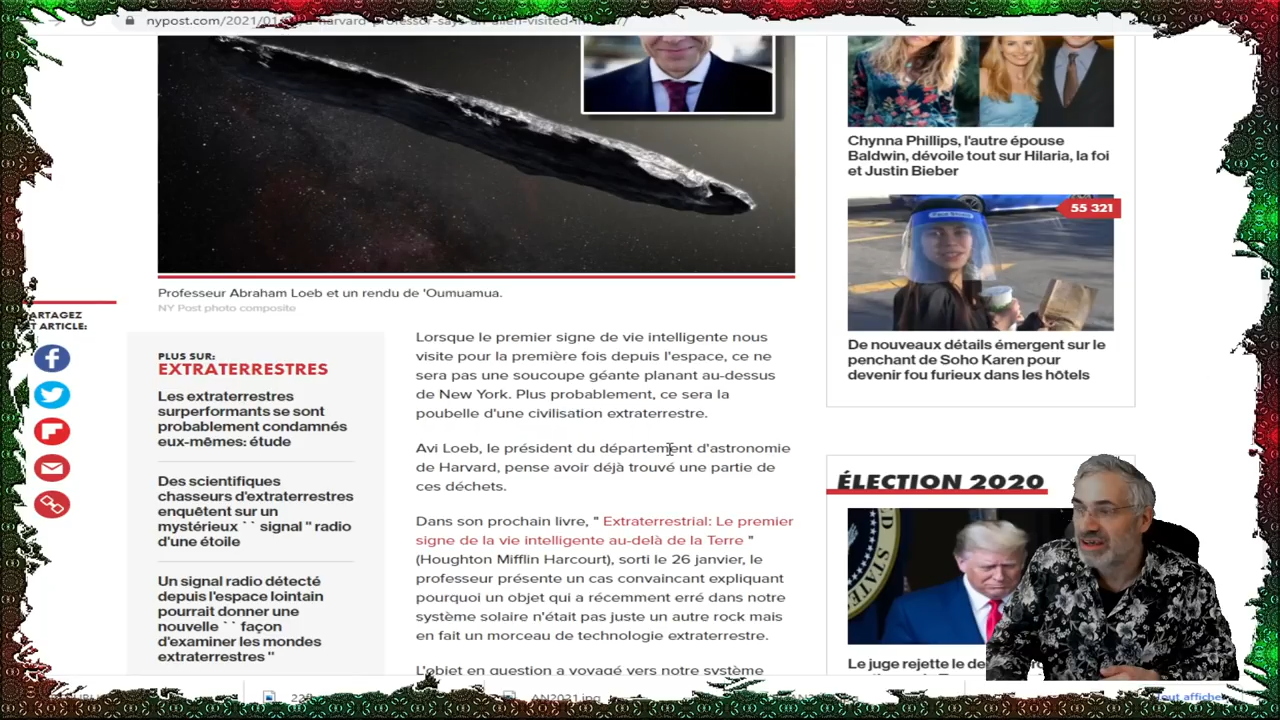 nypost.com/2021/01/
harvard-professor-says-an-alien-visited-in
Professeur Abraham Loeb et un rendu de 'Oumuamua.
NY Post photo composite
ARTAGEZ
ET ARTICLE:
PLUS SUR:
EXTRATERRESTRES
Les extraterrestres
surperformants se sont
probablement condamnés
eux-mêmes: étude
Des scientifiques
chasseurs d'extraterrestres
enquêtent sur un
mystérieux `` signal '' radio
d'une étoile
Un signal radio détecté
depuis l'espace lointain
pourrait donner une
nouvelle `` façon
d'examiner les mondes
extraterrestres ''
Lorsque le premier signe de vie intelligente nous
visite pour la première fois depuis l'espace, ce ne
sera pas une soucoupe géante planant au-dessus
de New York. Plus probablement, ce sera la
poubelle d'une civilisation extraterrestre.
Avi Loeb, le président du département d'astronomie
de Harvard, pense avoir déjà trouvé une partie de
ces déchets.
Dans son prochain livre, " Extraterrestrial: Le premier
signe de la vie intelligente au-delà de la Terre "
(Houghton Mifflin Harcourt), sorti le 26 janvier, le
professeur présente un cas convaincant expliquant
pourquoi un objet qui a récemment erré dans notre
système solaire n'était pas juste un autre rock mais
en fait un morceau de technologie extraterrestre.
L'objet en question a voyagé vers notre système
Chynna Phillips, l'autre épouse
Baldwin, dévoile tout sur Hilaria, la foi
et Justin Bieber
55 321
De nouveaux détails émergent sur le
penchant de Soho Karen pour
devenir fou furieux dans les hôtels
ÉLECTION 2020
STATES
Le juge rejette le de
AN2021.jpg
out affiche